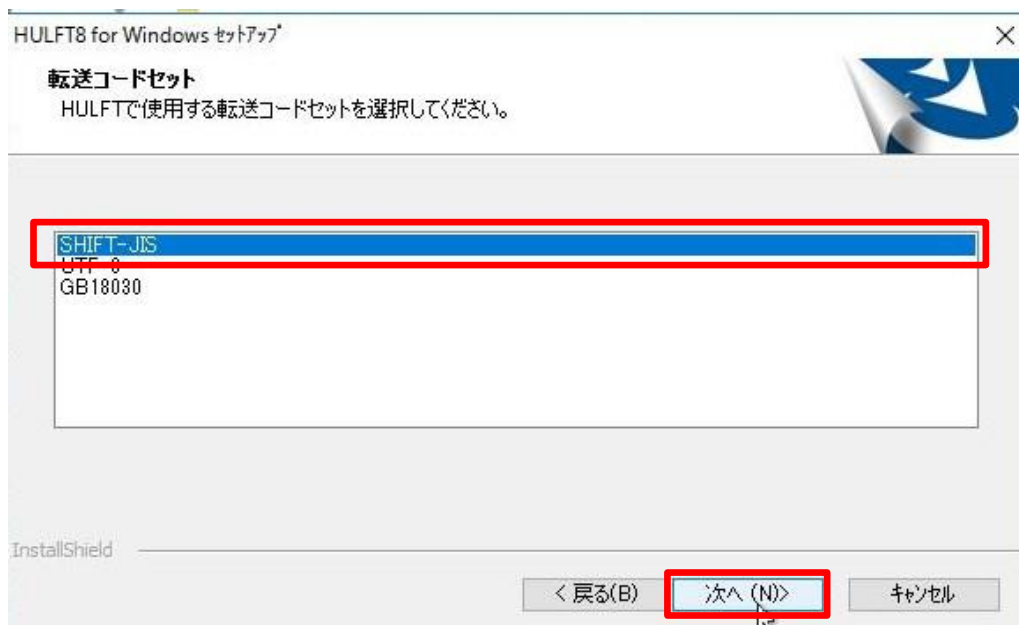 HULFT8 for Windows ｾｯﾄｱｯﾌﾟ
転送コードセット
HULFTで使用する転送コードセットを選択してください。
SHIFT-JIS
UTF-8
GB18030
InstallShield
< 戻る(B)
次へ (N)>
ｷｬﾝｾﾙ